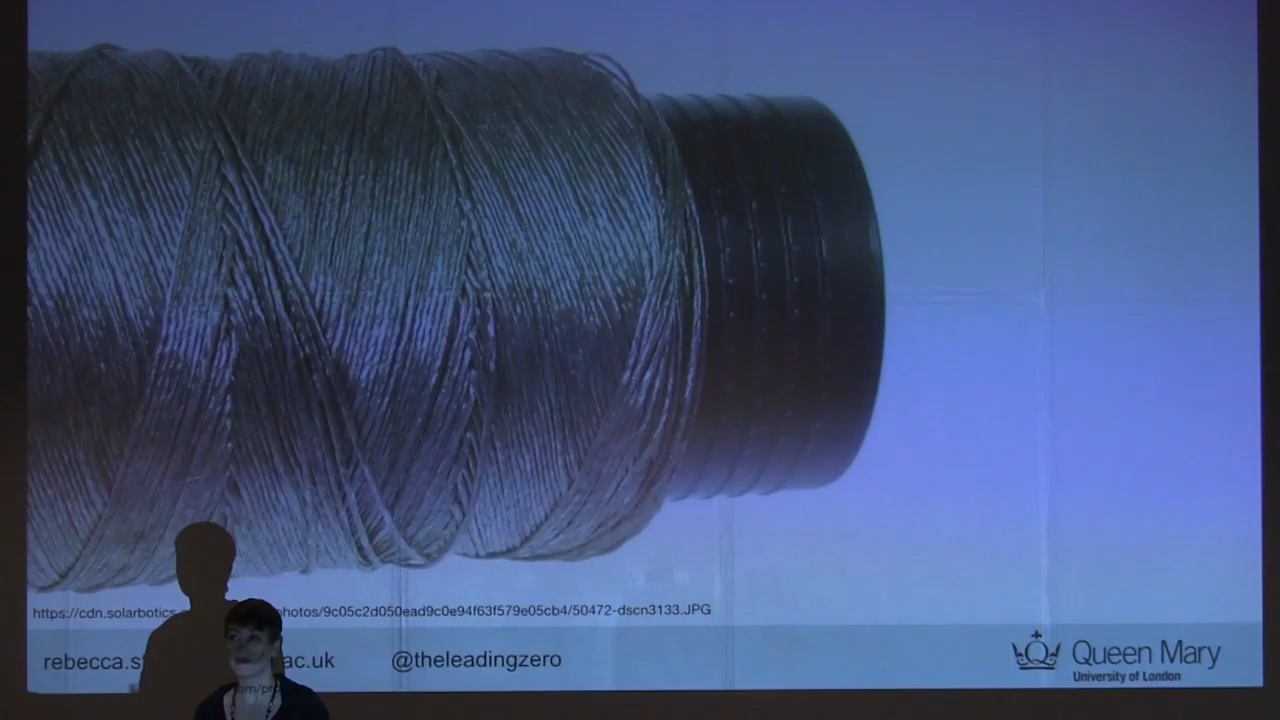 https://cdn.solarbotics photos/9c05c2d050ead9c0e94f63f579e05cb4/50472-dscn3133.JPG
rebecca.s ac.uk @theleadingzero
Queen Mary
University of London